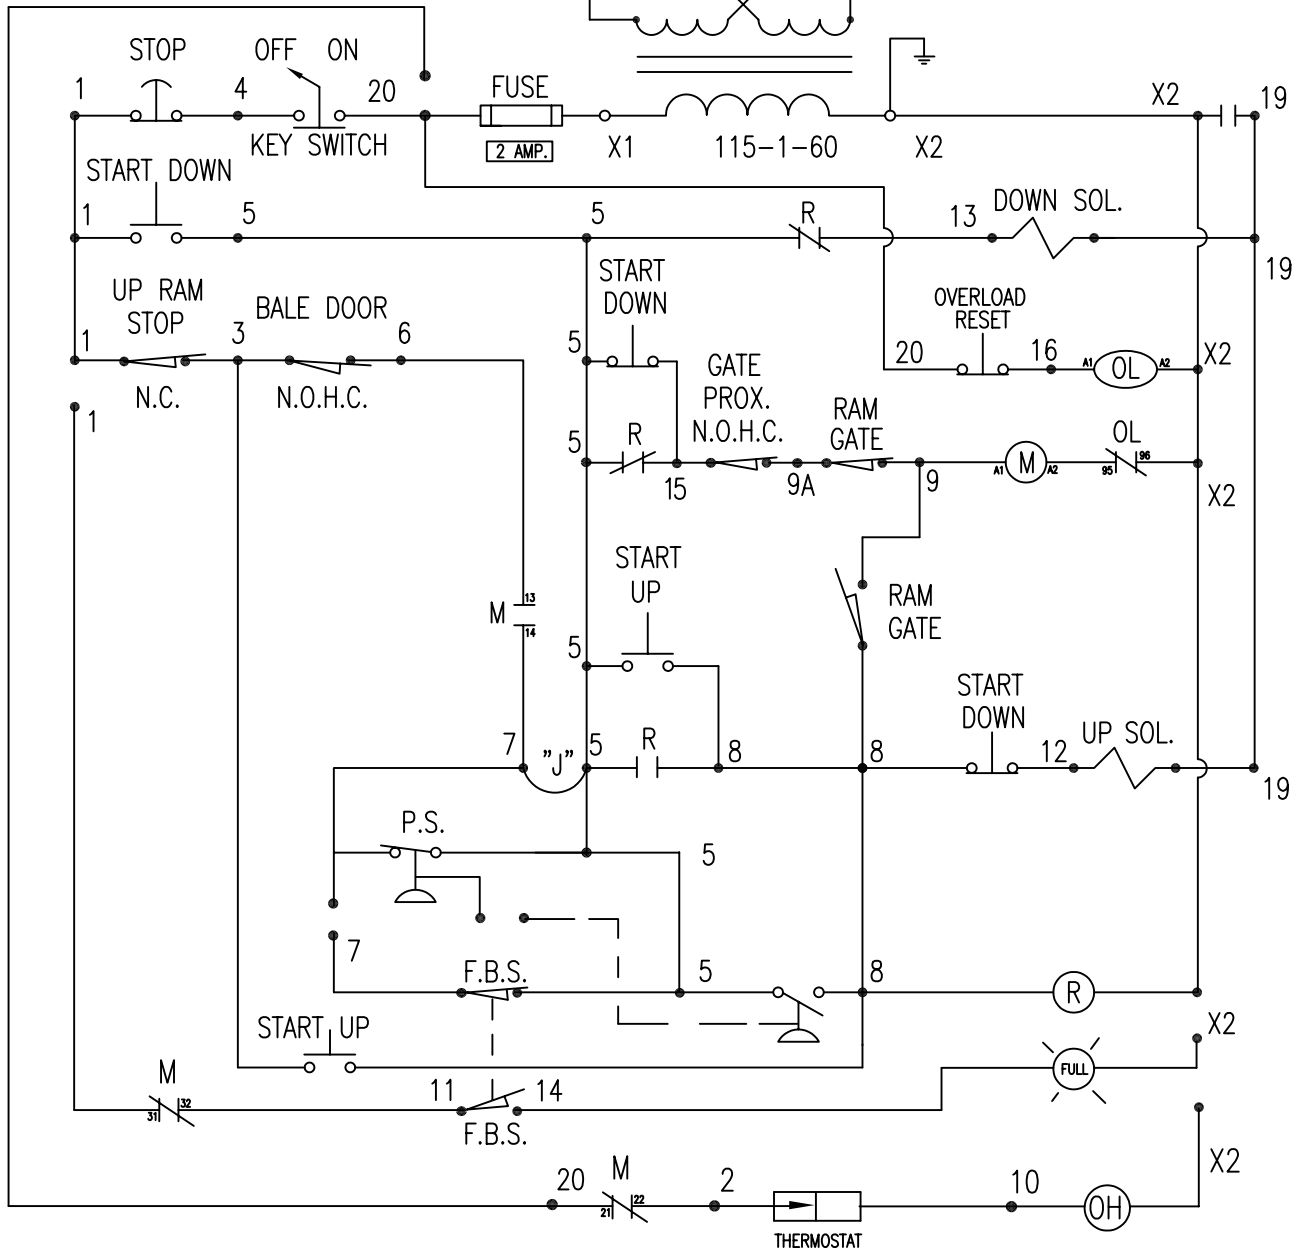 STOP
OFF ON
1
4
20
FUSE
X2
19
KEY SWITCH
2 AMP.
X1
115-1-60
X2
START DOWN
1
5
5
R
13
DOWN SOL.
19
UP RAM
STOP
BALE DOOR
START
DOWN
OVERLOAD
RESET
1
3
6
5
20
16
A1
OL
A2
X2
N.C.
N.O.H.C.
1
GATE
PROX.
N.O.H.C.
RAM
GATE
5
R
15
9A
9
A1
M
A2
OL
95
96
X2
START
UP
M
13
14
RAM
GATE
5
START
DOWN
7
"J"
5
R
8
8
12
UP SOL.
19
P.S.
5
7
F.B.S.
5
8
R
X2
START UP
FULL
M
31
32
11
14
F.B.S.
20
M
21
22
2
10
OH
X2
THERMOSTAT